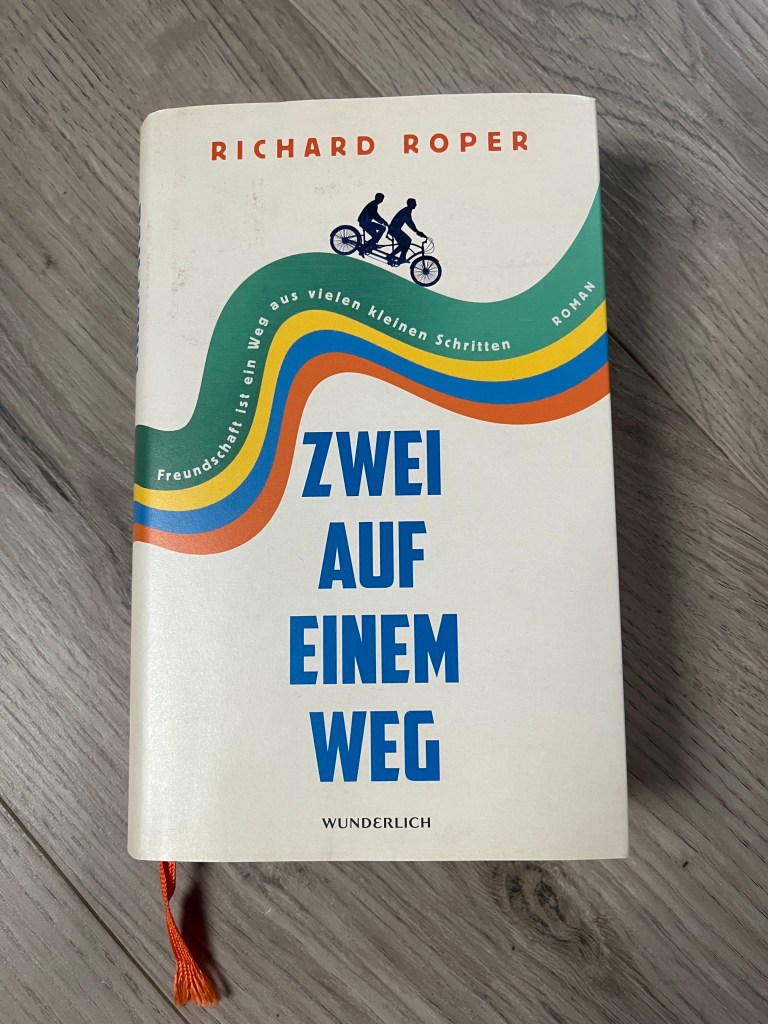 RICHARD ROPER
Freundschaft ist ein Weg aus vielen kleinen Schritten
ROMAN
ZWEI
AUF
EINEM
WEG
WUNDERLICH